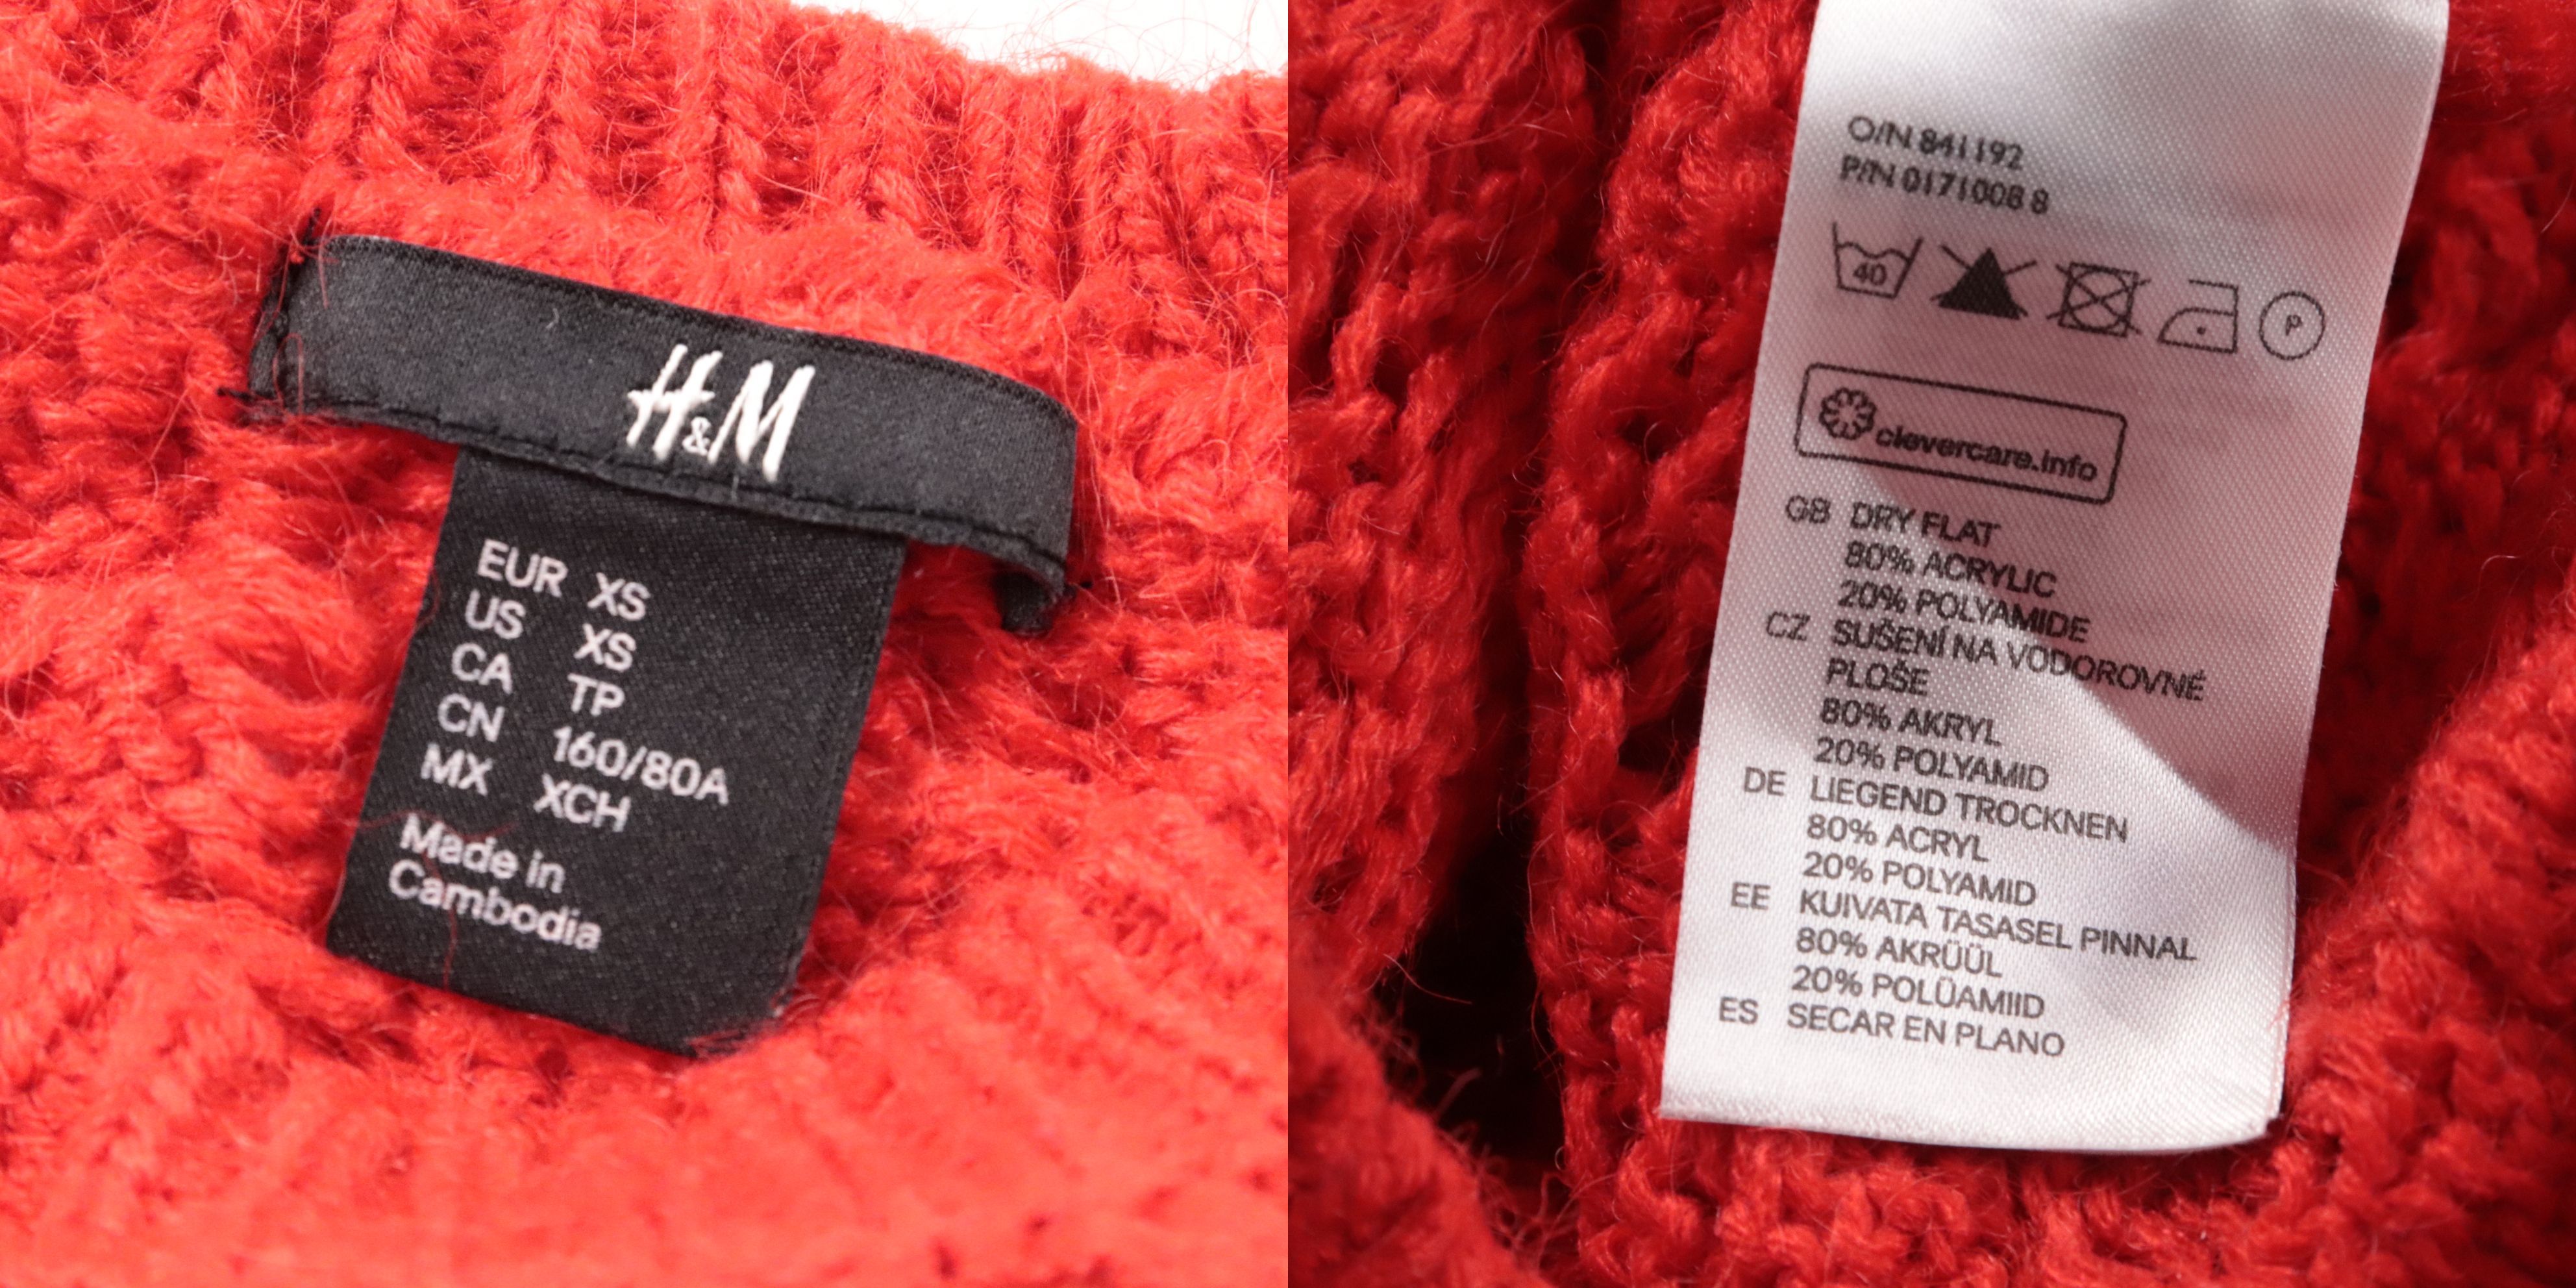 H&M
EUR XS
US XS
CA TP
CN 160/80A
MX XCH
Made in
Cambodia
O/N 841192
P/N 0171008 8
40
P
clevercare.info
GB DRY FLAT
80% ACRYLIC
20% POLYAMIDE
CZ SUŠENÍ NA VODOROVNÉ
PLOŠE
80% AKRYL
20% POLYAMID
DE LIEGEND TROCKNEN
80% ACRYL
20% POLYAMID
EE KUIVATA TASASEL PINNAL
80% AKRÜÜL
20% POLÜAMIID
ES SECAR EN PLANO